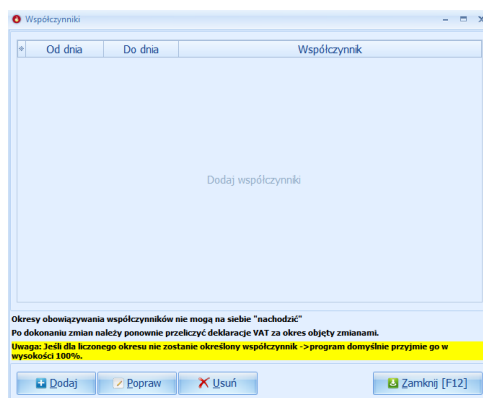 Współczynniki
Od dnia Do dnia Współczynnik
Dodaj współczynniki
Okresy obowiązywania współczynników nie mogą na siebie "nachodzić"
Po dokonaniu zmian należy ponownie przeliczyć deklaracje VAT za okres objęty zmianami.
Uwaga: Jeśli dla liczonego okresu nie zostanie określony współczynnik ->program domyślnie przyjmie go w
wysokości 100%.
Dodaj Popraw Usuń Zamknij [F12]